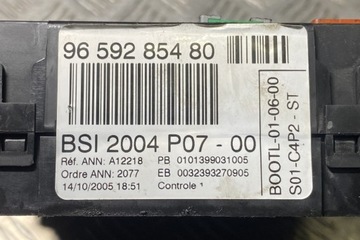 96 592 854 80
BSI 2004 P07 - 00
Réf. ANN: A12218 PB 0101399031005
Ordre ANN: 2077 EB 0032393270905
14/10/2005 18:51 Controle 1
BOOTL-01-06-00
S01-C4P2 - ST